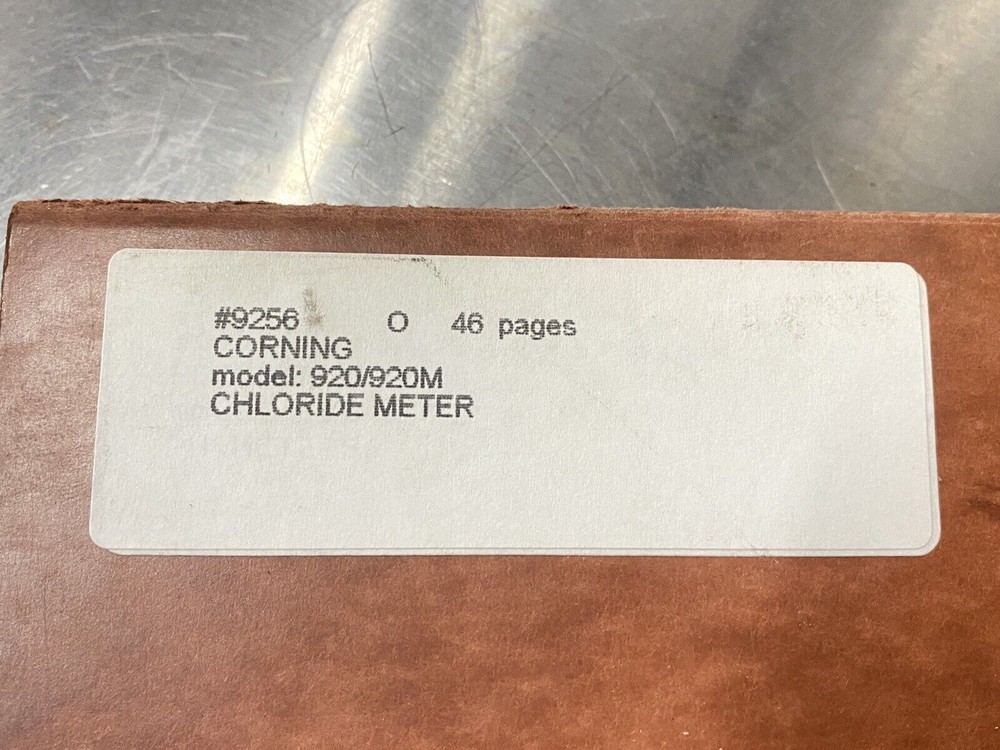 #9256 O 46 pages
CORNING
model: 920/920M
CHLORIDE METER